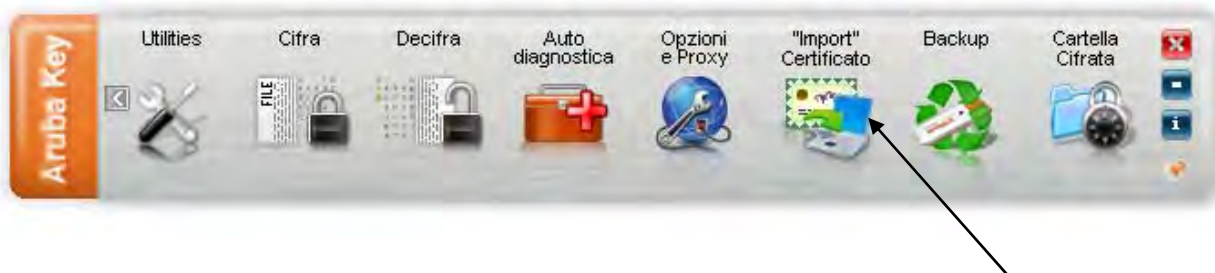 Aruba Key
Utilities
Cifra
Decifra
Auto
diagnostica
Opzioni
e Proxy
"Import"
Certificato
Backup
Cartella
Cifrata
FILE
i